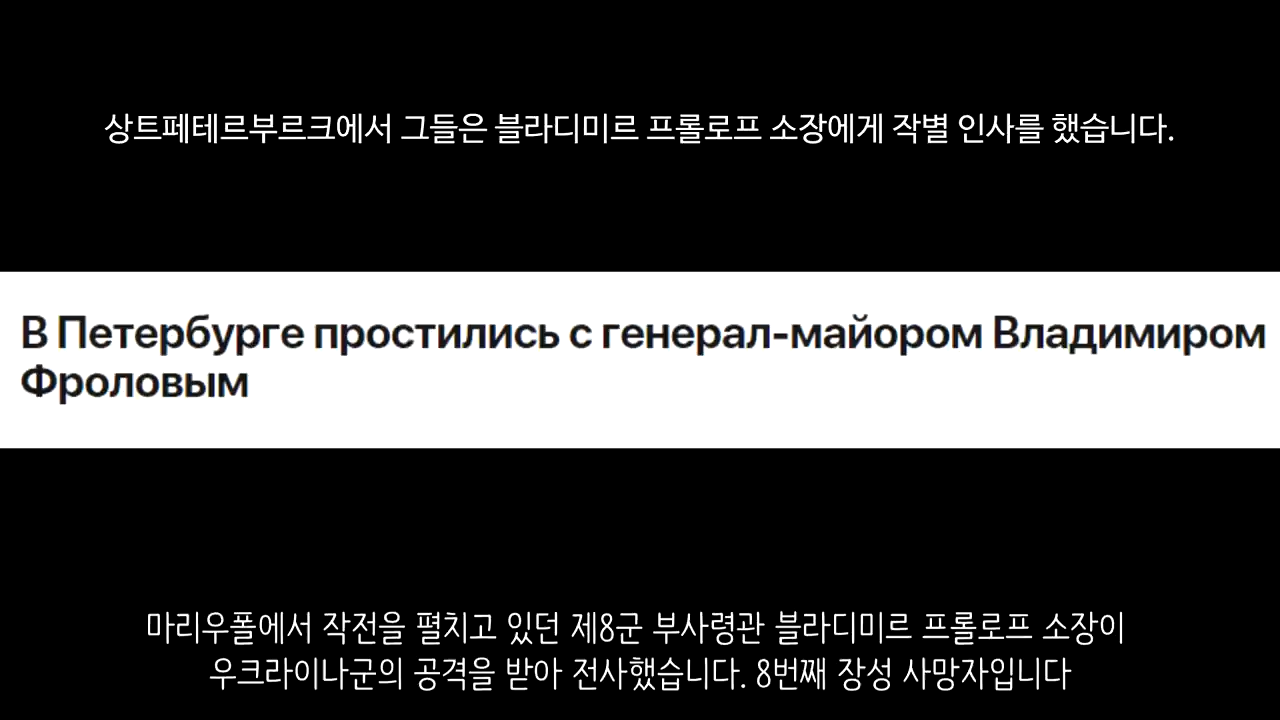 상트페테르부르크에서 그들은 블라디미르 프롤로프 소장에게 작별 인사를 했습니다.
В Петербурге простились с генерал-майором Владимиром
Фроловым
마리우폴에서 작전을 펼치고 있던 제8군 부사령관 블라디미르 프롤로프 소장이
우크라이나군의 공격을 받아 전사했습니다. 8번째 장성 사망자입니다